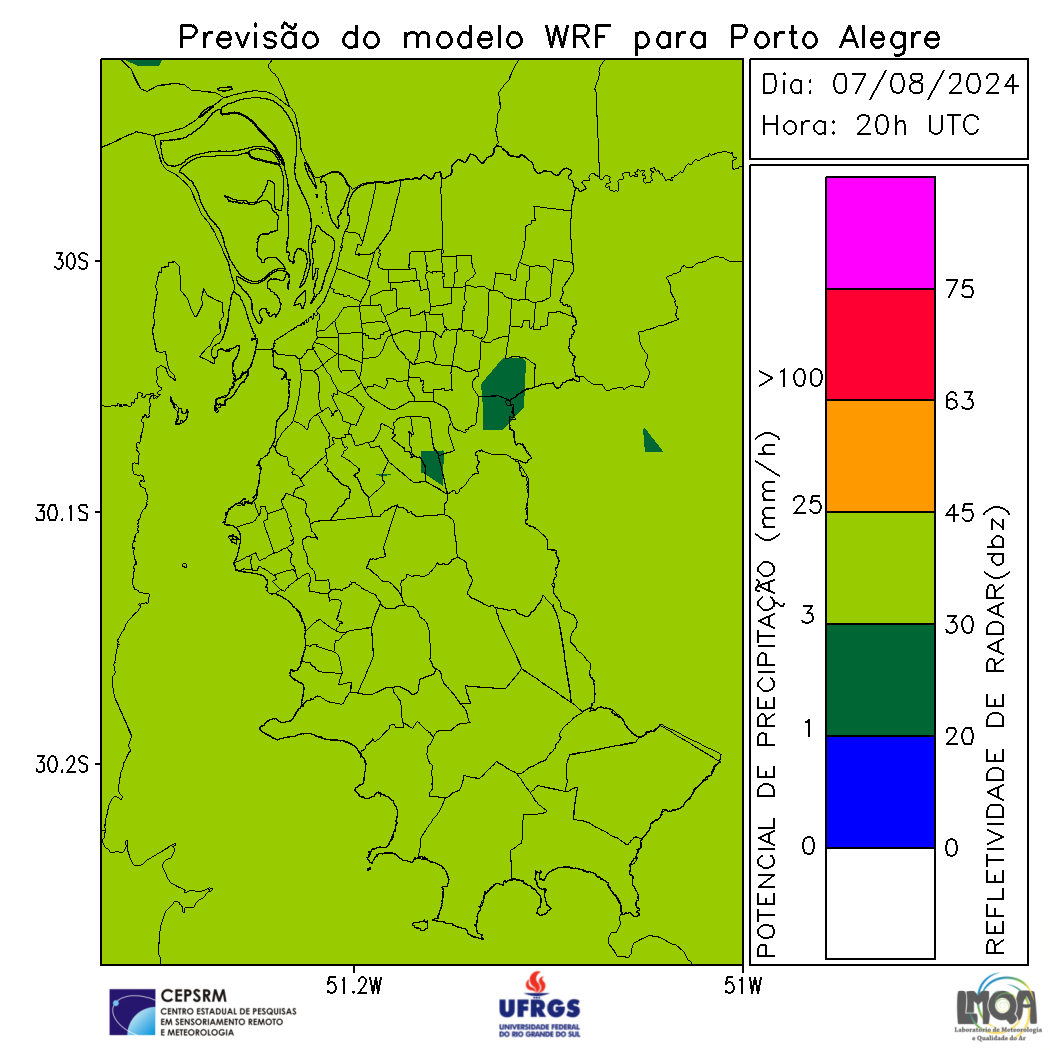 Previsão do modelo WRF para Porto Alegre
Dia: 07/08/2024
Hora: 20h UTC
30S
30.1S
30.2S
51.2W
51W
>100
25
3
1
0
75
63
45
30
20
0
POTENCIAL DE PRECIPITAÇÃO (mm/h)
REFLETIVIDADE DE RADAR(dbz)
CEPSRM
CENTRO ESTADUAL DE PESQUISAS
EM SENSORIAMENTO REMOTO
E METEOROLOGIA
UFRGS
UNIVERSIDADE FEDERAL
DO RIO GRANDE DO SUL
LMQA
Laboratório de Meteorologia
e Qualidade do Ar